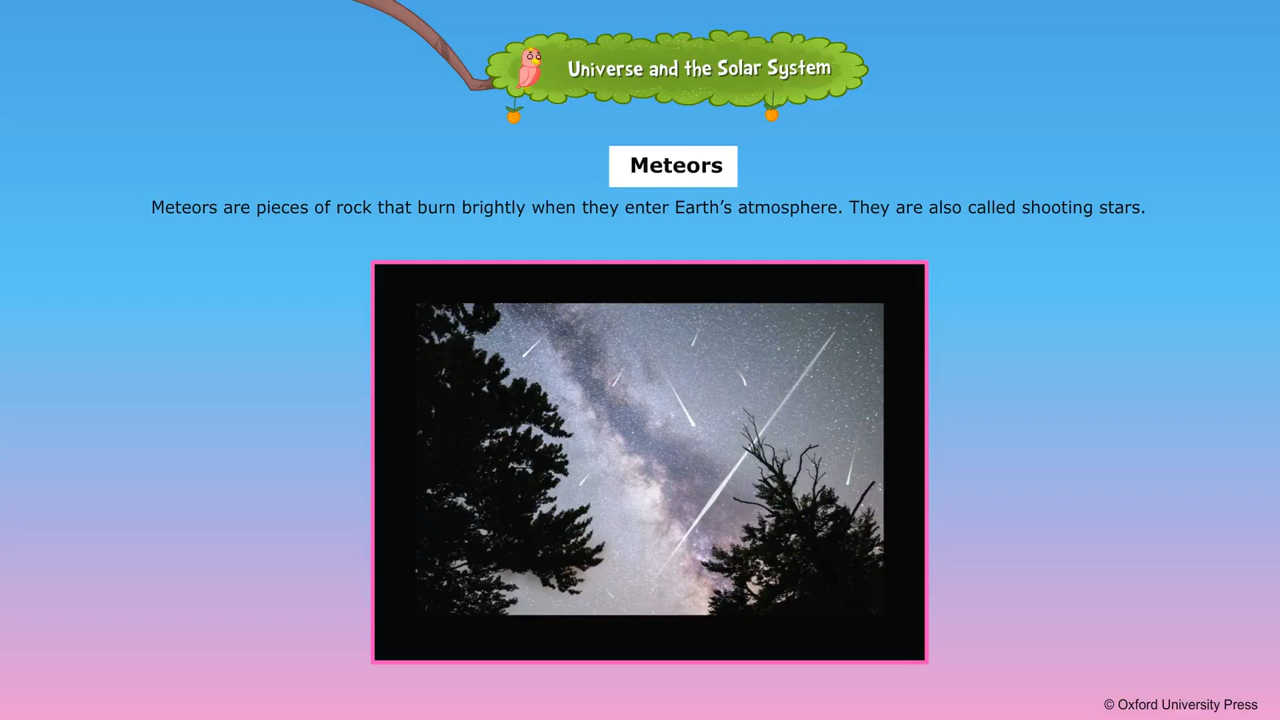 Universe and the Solar System
Meteors
Meteors are pieces of rock that burn brightly when they enter Earth’s atmosphere. They are also called shooting stars.
© Oxford University Press